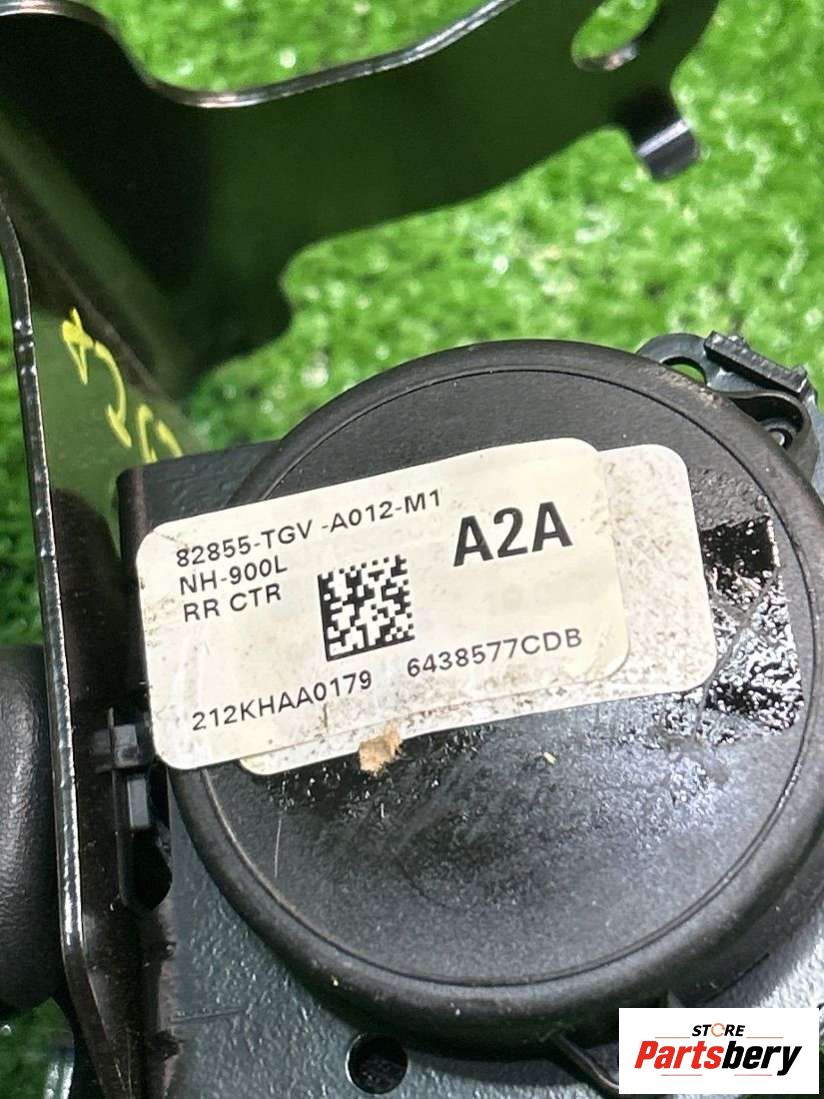 82855-TGV -A012-M1
NH-900L
RR CTR
A2A
212KHAA0179 6438577CDB
STORE
Partsbery